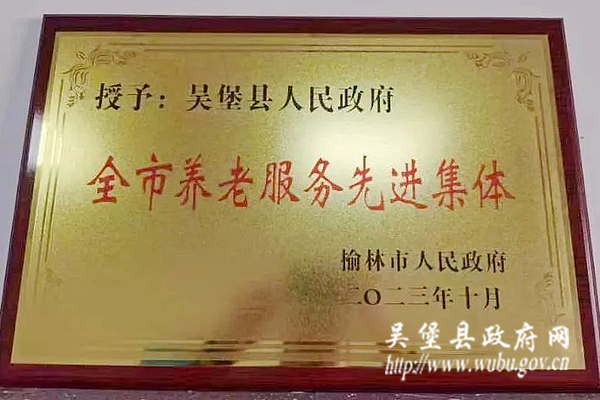 授予：吴堡县人民政府
全市养老服务先进集体
榆林市人民政府
二〇二三年十月
吴堡县政府网
http://www.wubu.gov.cn